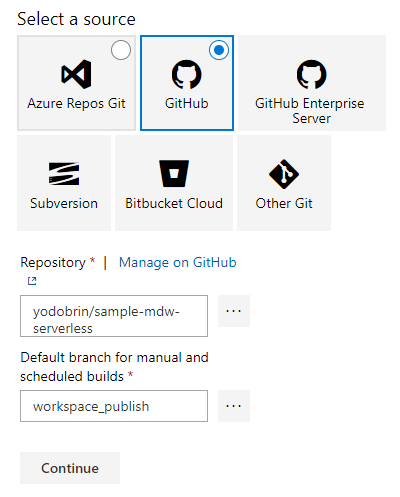 Select a source
Azure Repos Git
GitHub
GitHub Enterprise
Server
Subversion
Bitbucket Cloud
Other Git
Repository * | Manage on GitHub
yodobrin/sample-mdw-
serverless
...
Default branch for manual and
scheduled builds *
workspace_publish
...
Continue